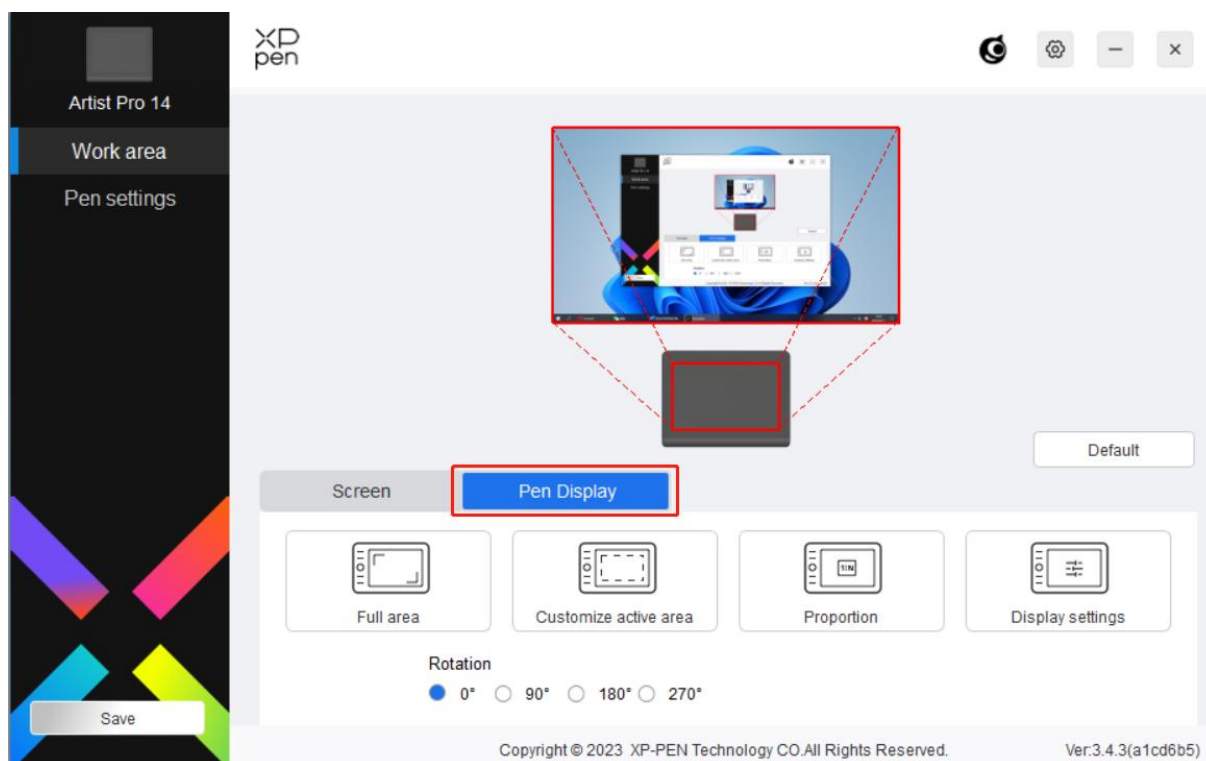 XP
pen
Artist Pro 14
Work area
Pen settings
Default
Screen Pen Display
1:N
Full area Customize active area Proportion Display settings
Rotation
0° 90° 180° 270°
Save
Copyright © 2023 XP-PEN Technology CO.All Rights Reserved. Ver:3.4.3(a1cd6b5)